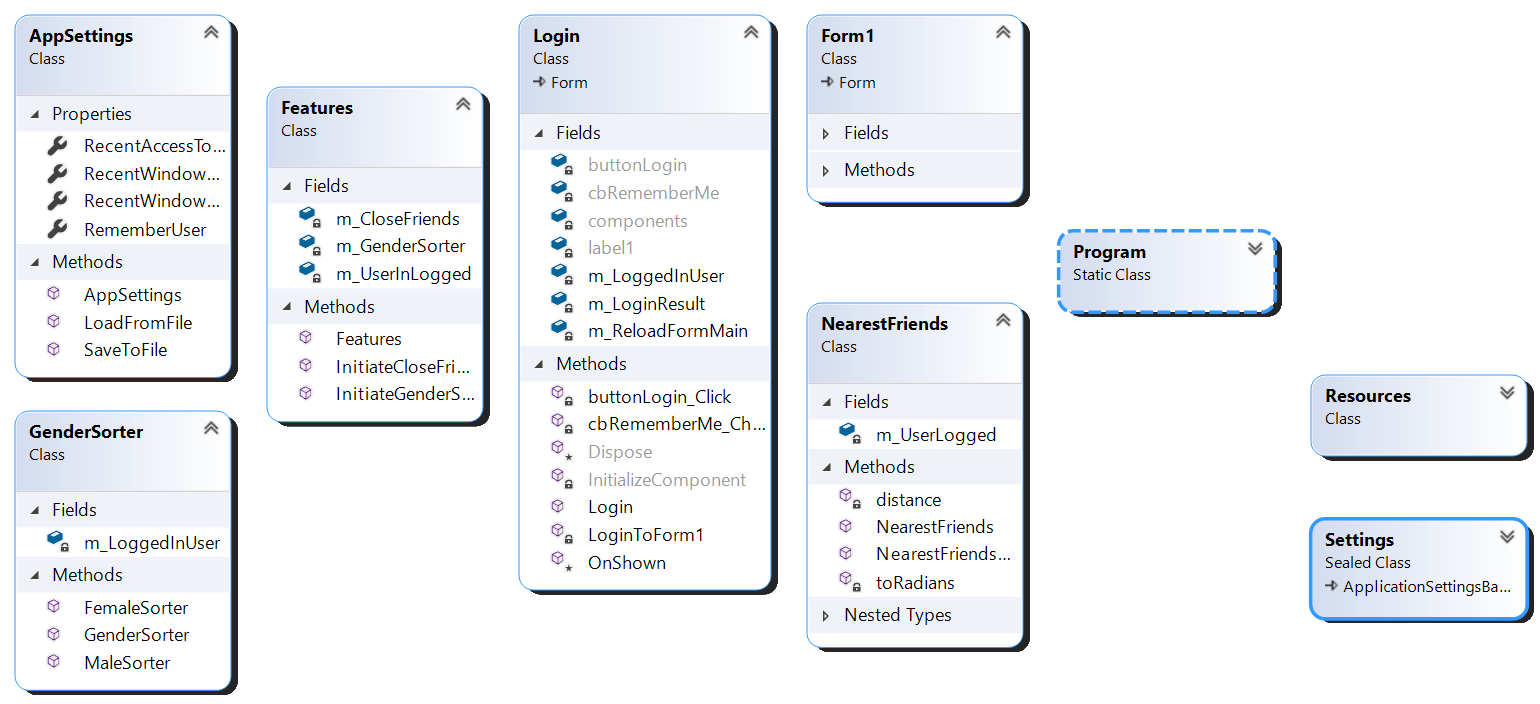 AppSettings
Class
Properties
RecentAccessTo...
RecentWindow...
RecentWindow...
RememberUser
Methods
AppSettings
LoadFromFile
SaveToFile
GenderSorter
Class
Fields
m_LoggedInUser
Methods
FemaleSorter
GenderSorter
MaleSorter
Features
Class
Fields
m_CloseFriends
m_GenderSorter
m_UserInLogged
Methods
Features
InitiateCloseFri...
InitiateGenderS...
Login
Class
Form
Fields
buttonLogin
cbRememberMe
components
label1
m_LoggedInUser
m_LoginResult
m_ReloadFormMain
Methods
buttonLogin_Click
cbRememberMe_Ch...
Dispose
InitializeComponent
Login
LoginToForm1
OnShown
Form1
Class
Form
Fields
Methods
NearestFriends
Class
Fields
m_UserLogged
Methods
distance
NearestFriends
NearestFriends...
toRadians
Nested Types
Program
Static Class
Resources
Class
Settings
Sealed Class
ApplicationSettingsBa...